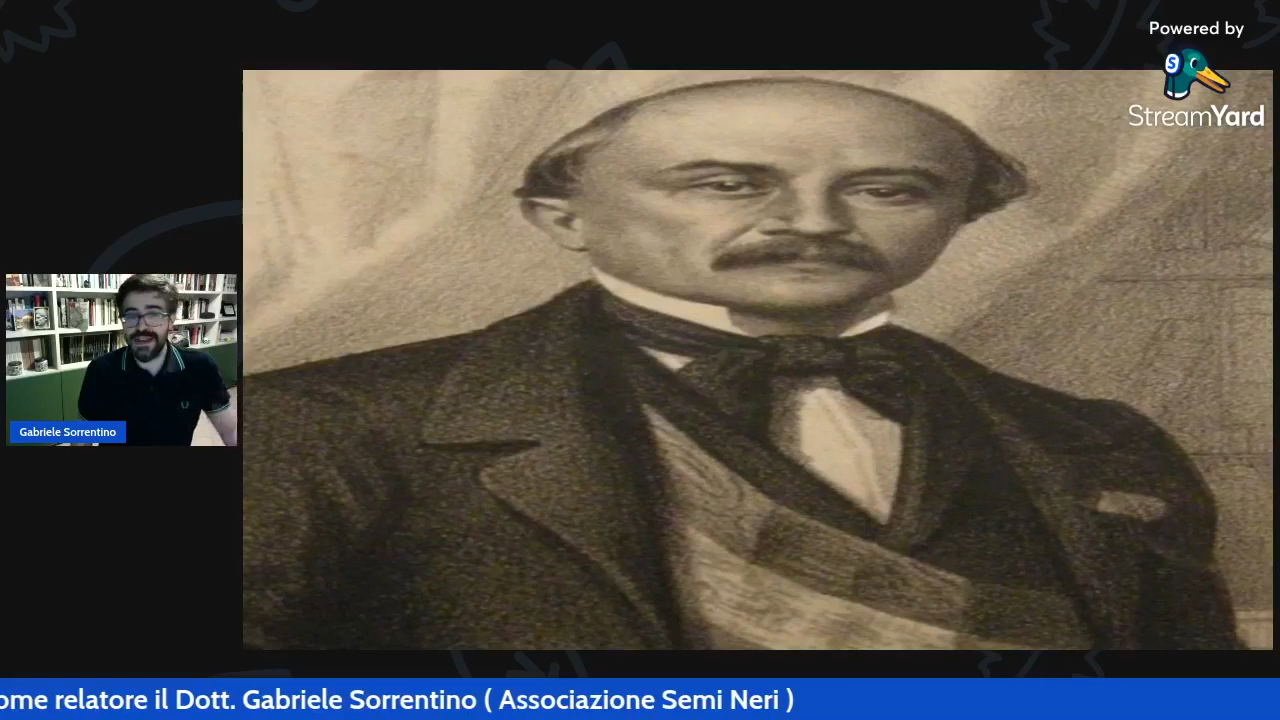 Powered by
StreamYard
Gabriele Sorrentino
ome relatore il Dott. Gabriele Sorrentino ( Associazione Semi Neri )